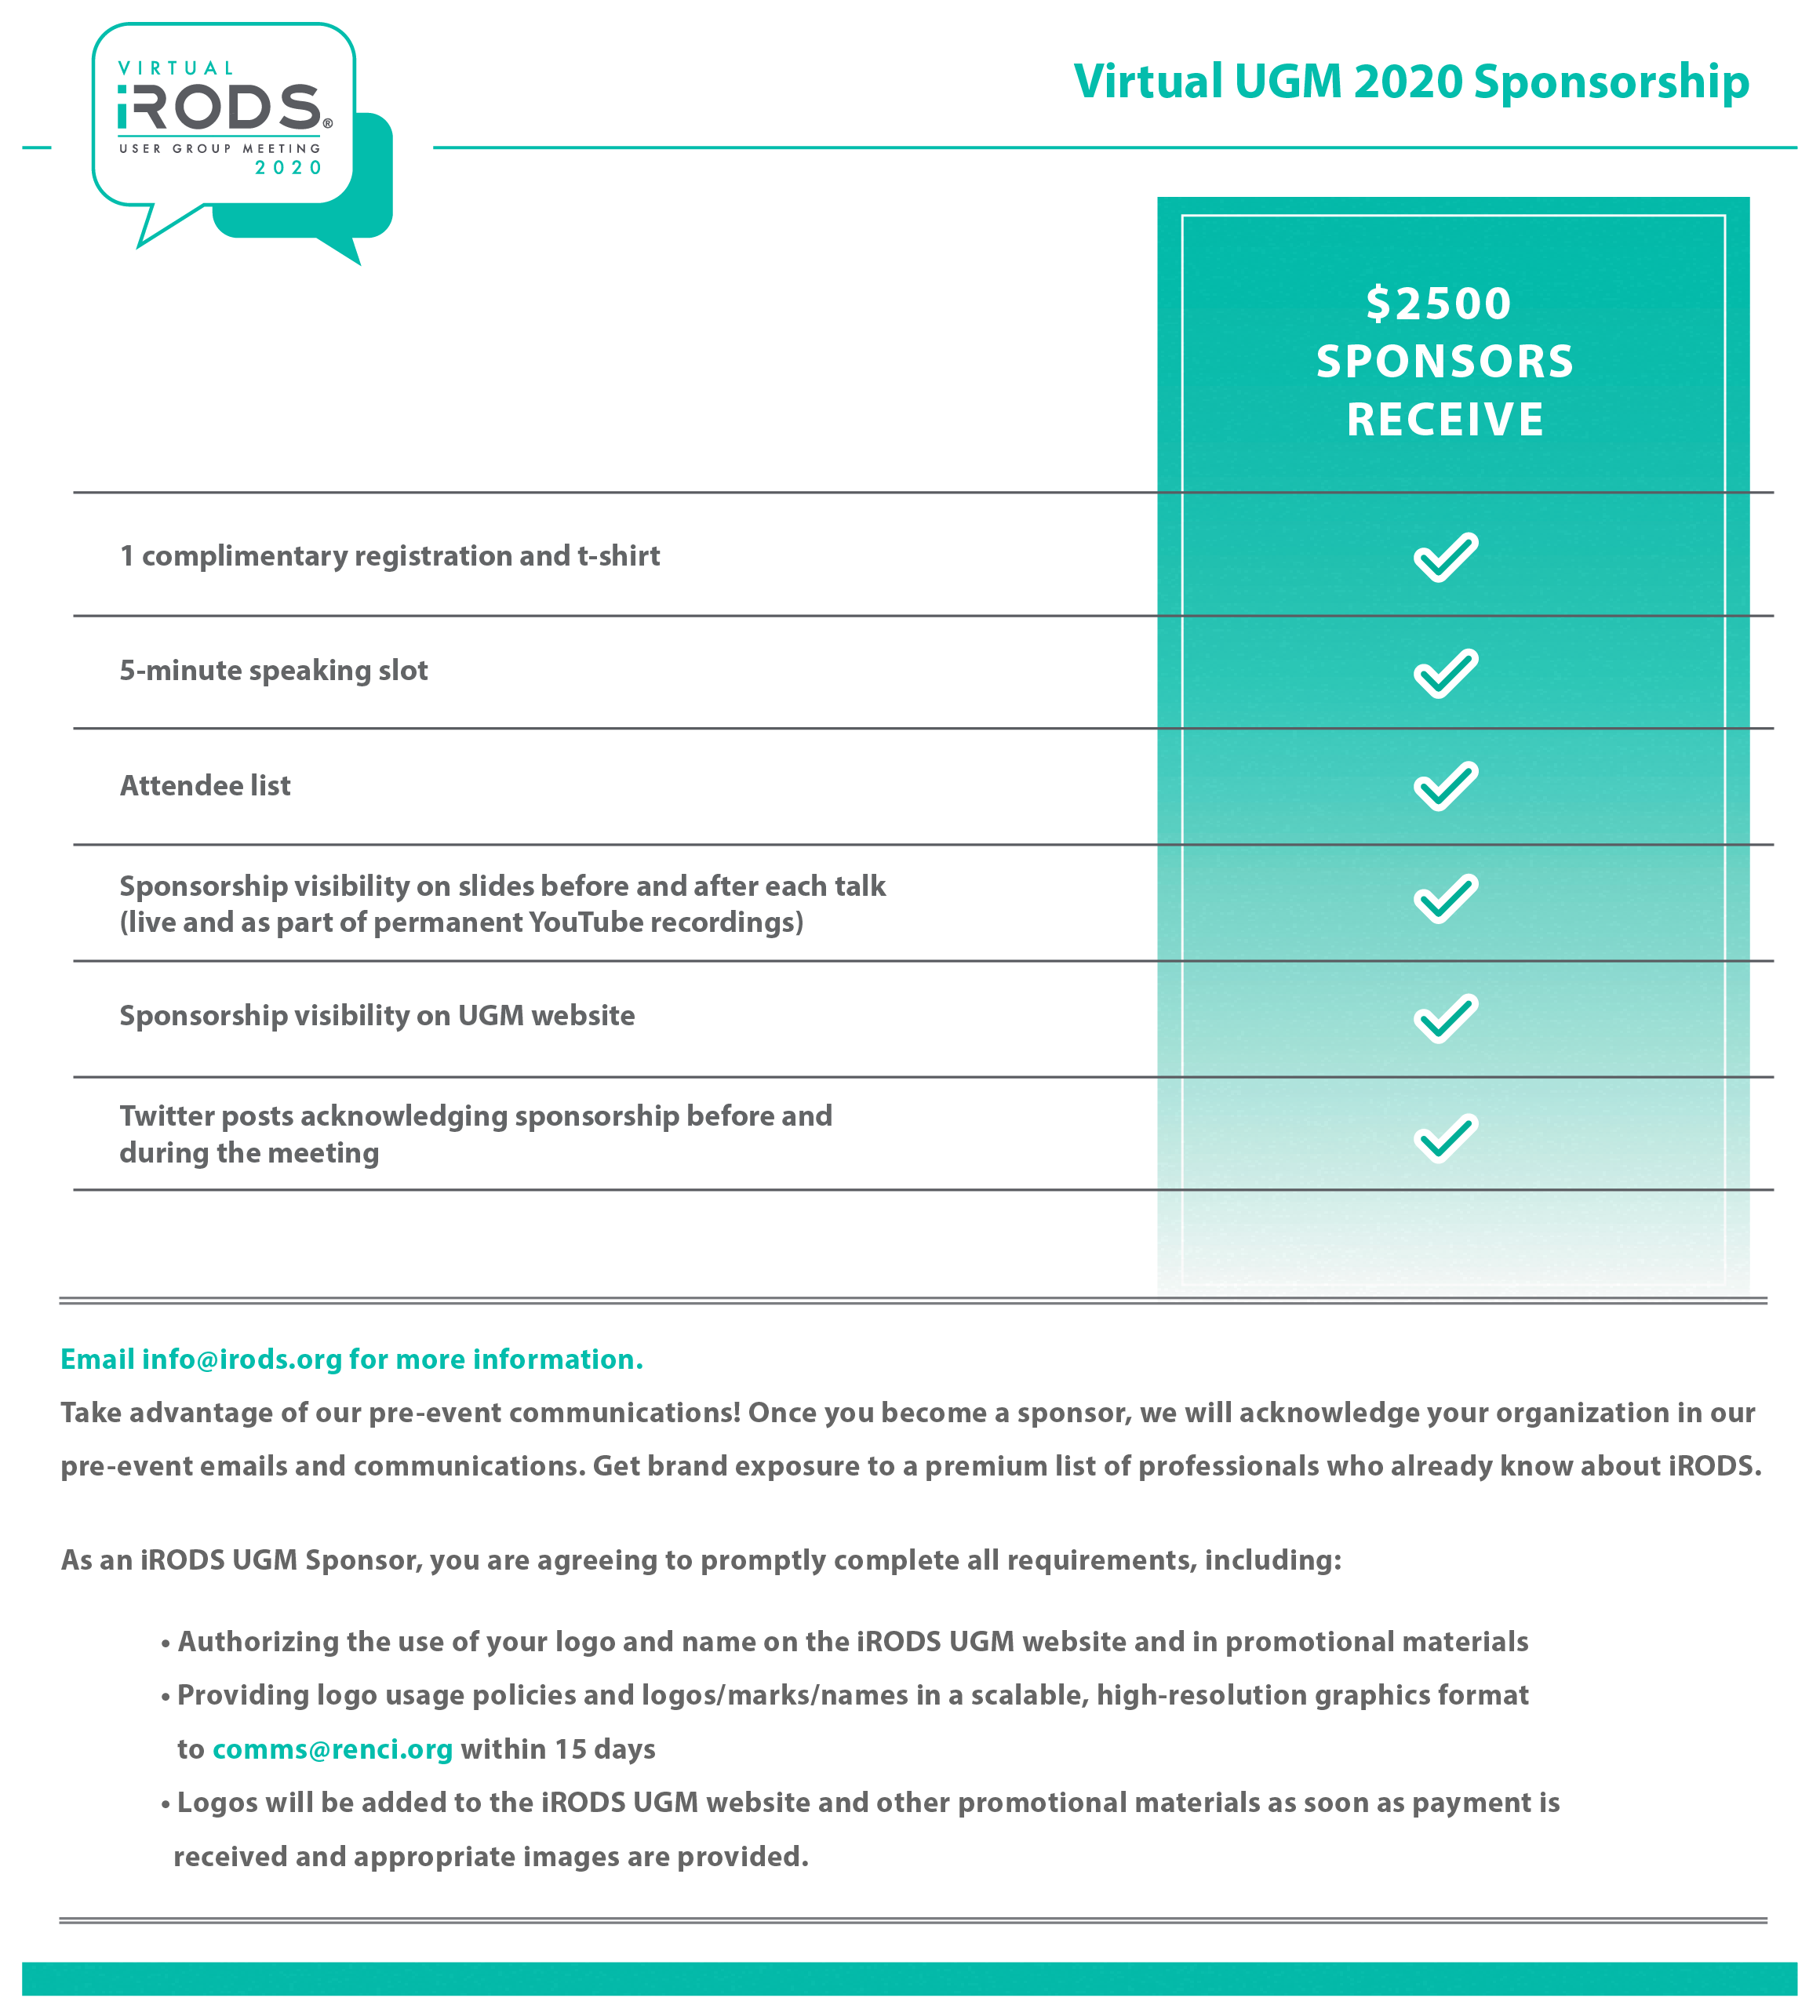 VIRTUAL
iRODS®
USER GROUP MEETING
2020
Virtual UGM 2020 Sponsorship
$2500
SPONSORS
RECEIVE
1 complimentary registration and t-shirt
5-minute speaking slot
Attendee list
Sponsorship visibility on slides before and after each talk
(live and as part of permanent YouTube recordings)
Sponsorship visibility on UGM website
Twitter posts acknowledging sponsorship before and
during the meeting
Email info@irods.org for more information.
Take advantage of our pre-event communications! Once you become a sponsor, we will acknowledge your organization in our
pre-event emails and communications. Get brand exposure to a premium list of professionals who already know about iRODS.
As an iRODS UGM Sponsor, you are agreeing to promptly complete all requirements, including:
• Authorizing the use of your logo and name on the iRODS UGM website and in promotional materials
• Providing logo usage policies and logos/marks/names in a scalable, high-resolution graphics format
to comms@renci.org within 15 days
• Logos will be added to the iRODS UGM website and other promotional materials as soon as payment is
received and appropriate images are provided.